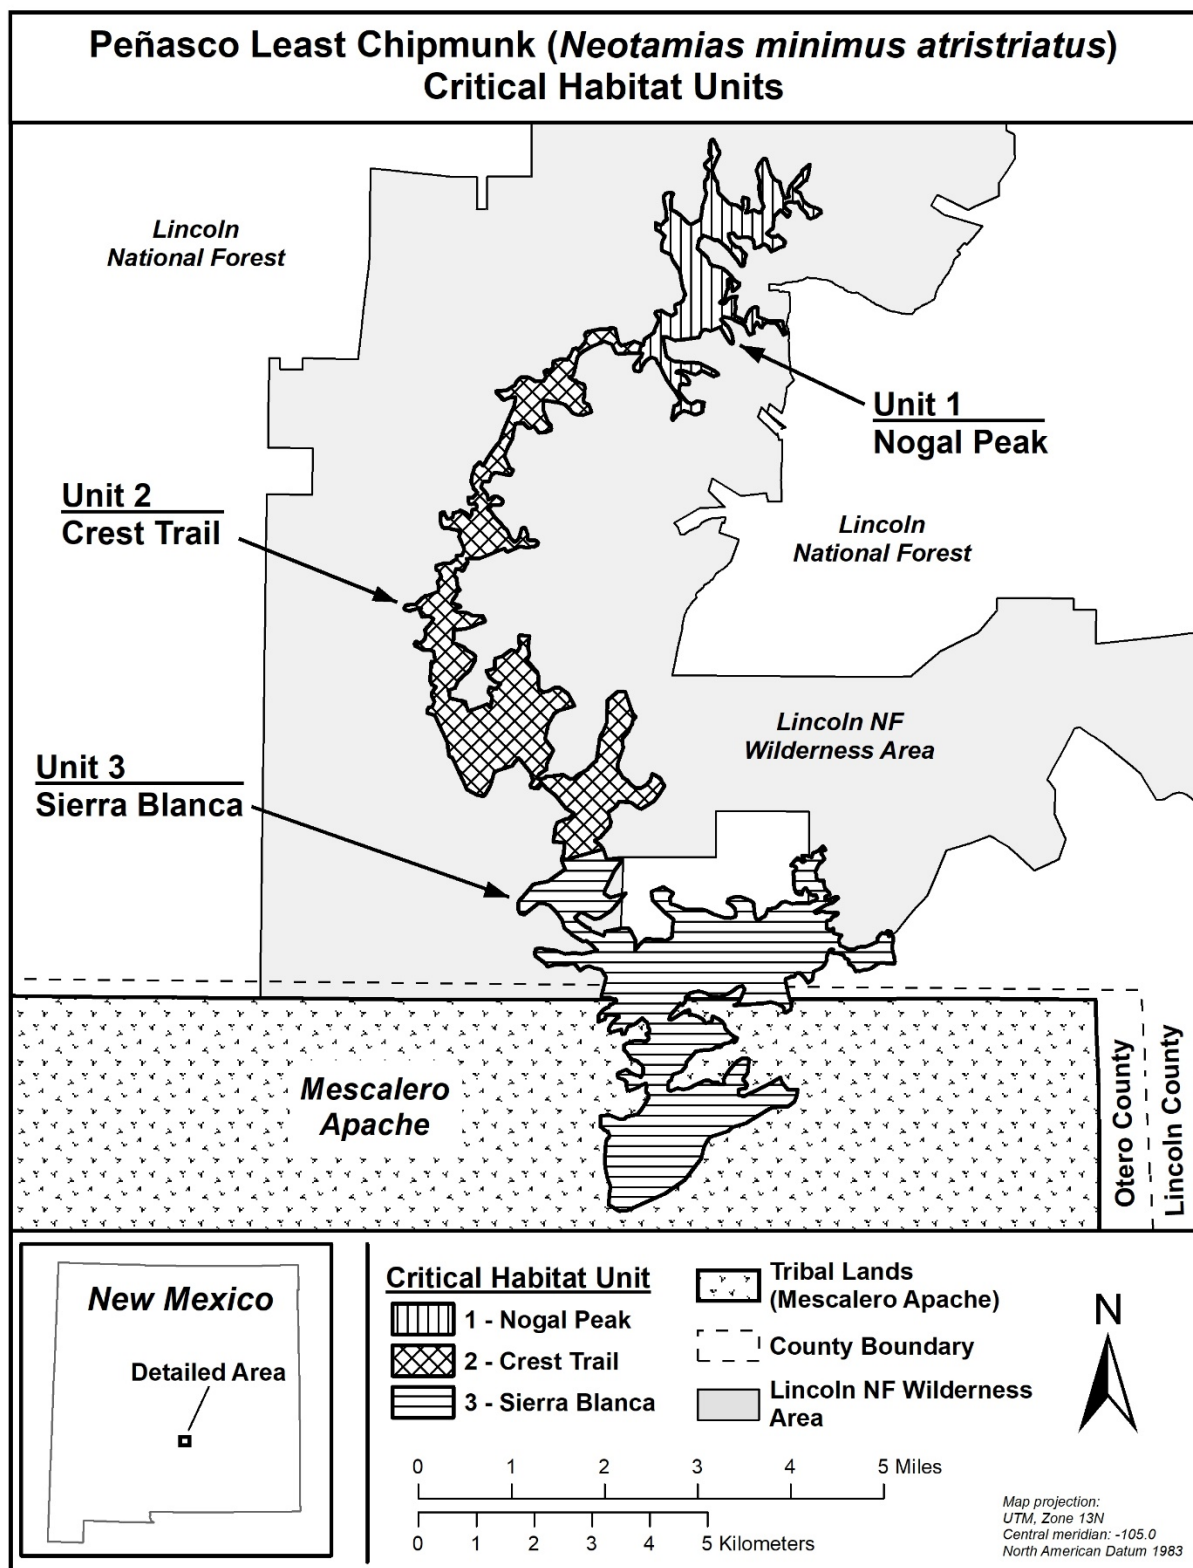 Peñasco Least Chipmunk (Neotamias minimus atristriatus)
Critical Habitat Units
Lincoln
National Forest
Unit 1
Nogal Peak
Unit 2
Crest Trail
Lincoln
National Forest
Lincoln NF
Wilderness Area
Unit 3
Sierra Blanca
Mescalero
Apache
Otero County
Lincoln County
New Mexico
Detailed Area
Critical Habitat Unit
1 - Nogal Peak
2 - Crest Trail
3 - Sierra Blanca
Tribal Lands
(Mescalero Apache)
County Boundary
Lincoln NF Wilderness
Area
N
0 1 2 3 4 5 Miles
0 1 2 3 4 5 Kilometers
Map projection:
UTM, Zone 13N
Central meridian: -105.0
North American Datum 1983